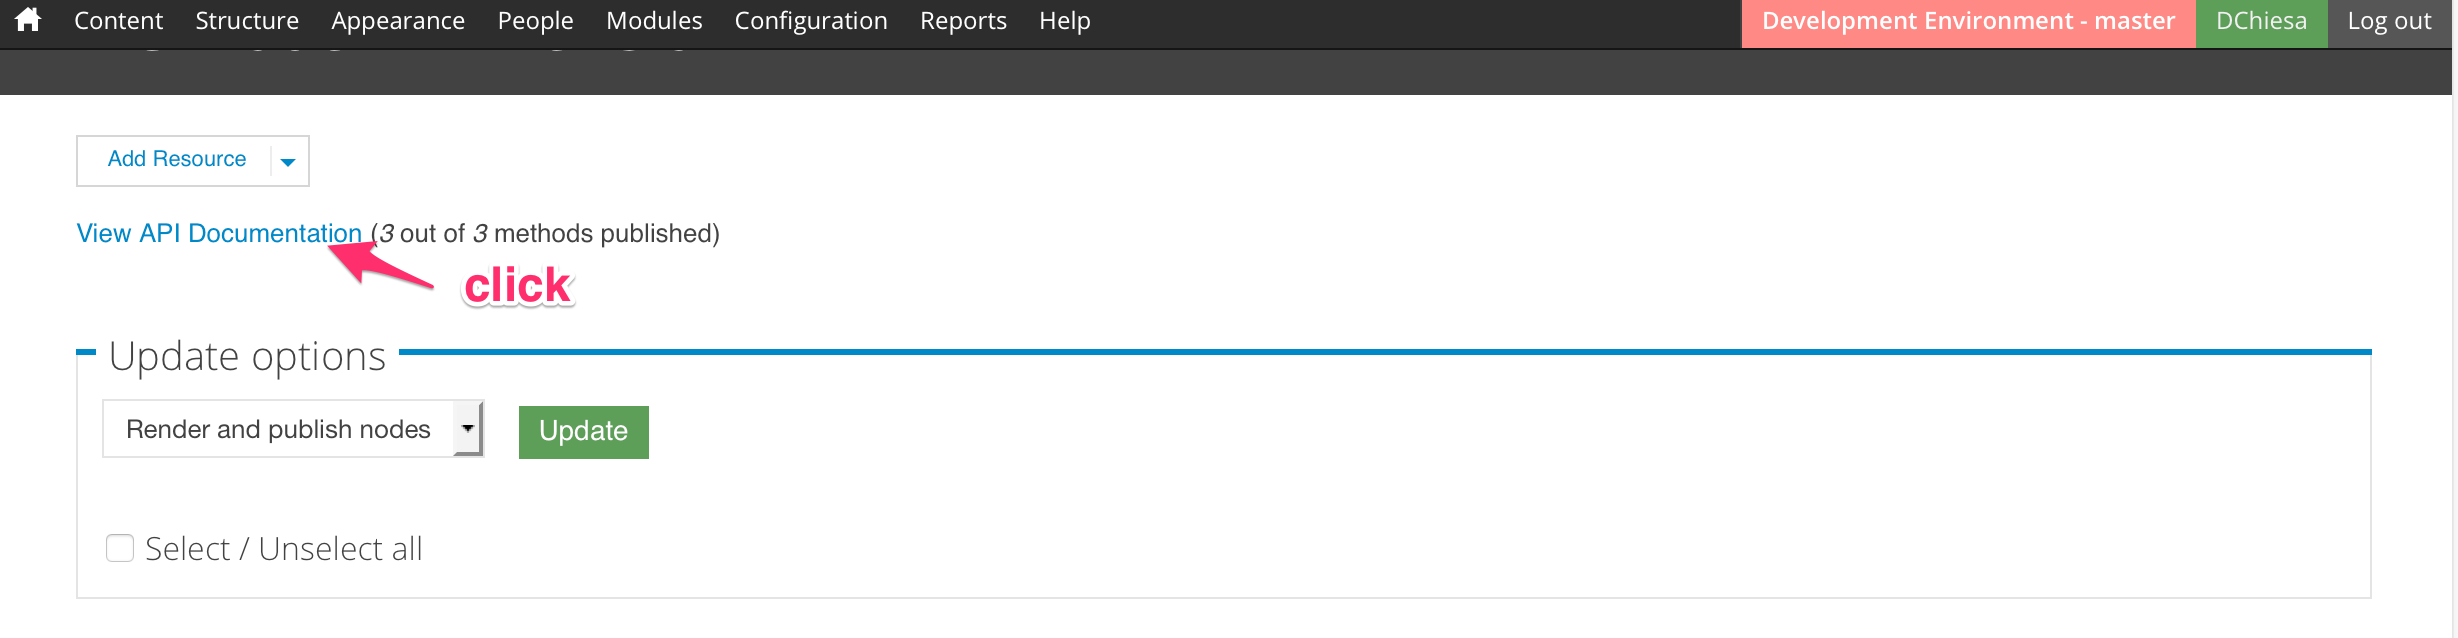 Content Structure Appearance People Modules Configuration Reports Help Development Environment - master DChiesa Log out
Add Resource
View API Documentation (3 out of 3 methods published)
click
Update options
Render and publish nodes Update
Select / Unselect all